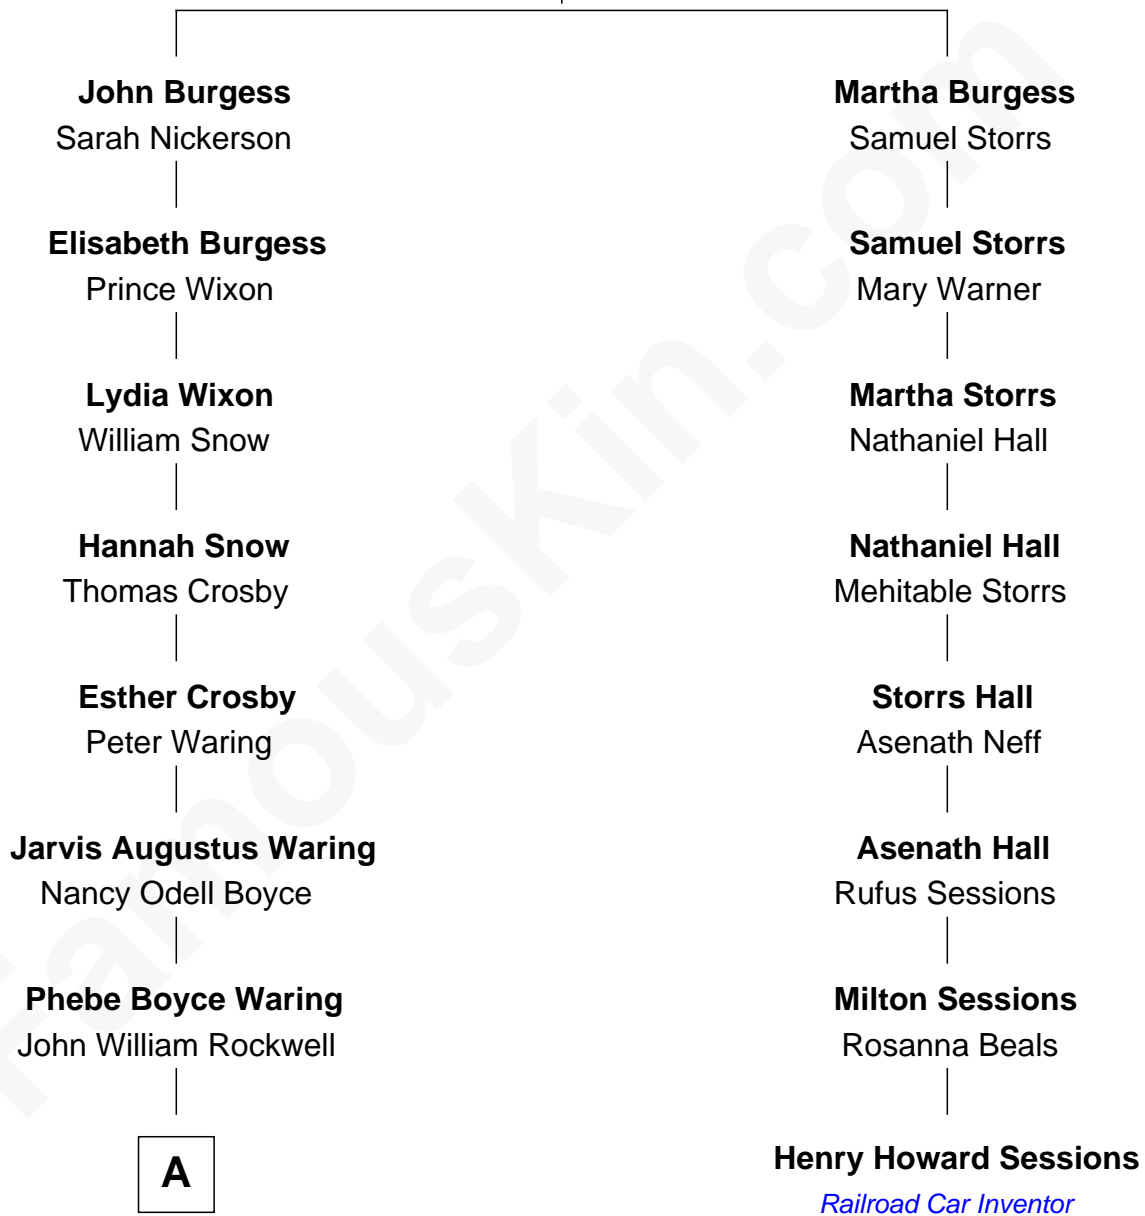 John Burgess
Sarah Nickerson
Elisabeth Burgess
Prince Wixon
Lydia Wixon
William Snow
Hannah Snow
Thomas Crosby
Esther Crosby
Peter Waring
Jarvis Augustus Waring
Nancy Odell Boyce
Phebe Boyce Waring
John William Rockwell
A
Martha Burgess
Samuel Storrs
Samuel Storrs
Mary Warner
Martha Storrs
Nathaniel Hall
Nathaniel Hall
Mehitable Storrs
Storrs Hall
Asenath Neff
Asenath Hall
Rufus Sessions
Milton Sessions
Rosanna Beals
Henry Howard Sessions
Railroad Car Inventor
FamousKin.com